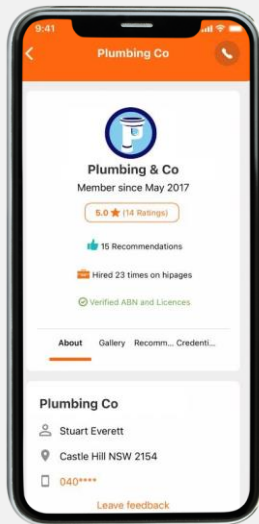 9:41
Plumbing Co
P
Plumbing & Co
Member since May 2017
5.0 ★ (14 Ratings)
15 Recommendations
Hired 23 times on hipages
Verified ABN and Licences
About Gallery Recomm... Credenti...
Plumbing Co
Stuart Everett
Castle Hill NSW 2154
040****
Leave feedback